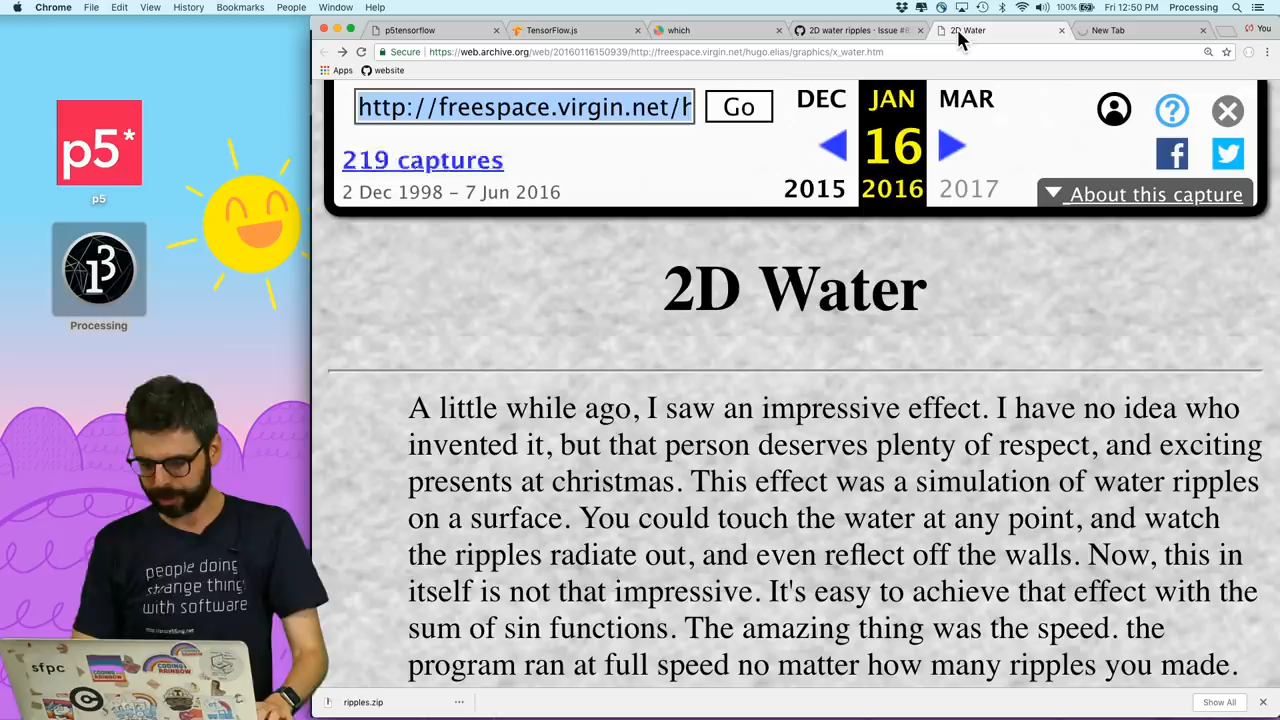 Chrome File Edit View History Bookmarks People Window Help 100% Fri 12:50 PM Processing
p5tensorflow TensorFlow.js which 2D water ripples · Issue #6 2D Water New Tab You
Secure https://web.archive.org/web/20160116150939/http://freespace.virgin.net/hugo.elias/graphics/x_water.htm
Apps website
http://freespace.virgin.net/h Go DEC JAN MAR
16
219 captures
2 Dec 1998 – 7 Jun 2016 2015 2016 2017 About this capture
p5*
p5
Processing
2D Water
A little while ago, I saw an impressive effect. I have no idea who
invented it, but that person deserves plenty of respect, and exciting
presents at christmas. This effect was a simulation of water ripples
on a surface. You could touch the water at any point, and watch
the ripples radiate out, and even reflect off the walls. Now, this in
itself is not that impressive. It's easy to achieve that effect with the
sum of sin functions. The amazing thing was the speed. the
program ran at full speed no matter how many ripples you made.
people doing
strange things
with software
sfpc
CODING
RAINBOW
ripples.zip Show All